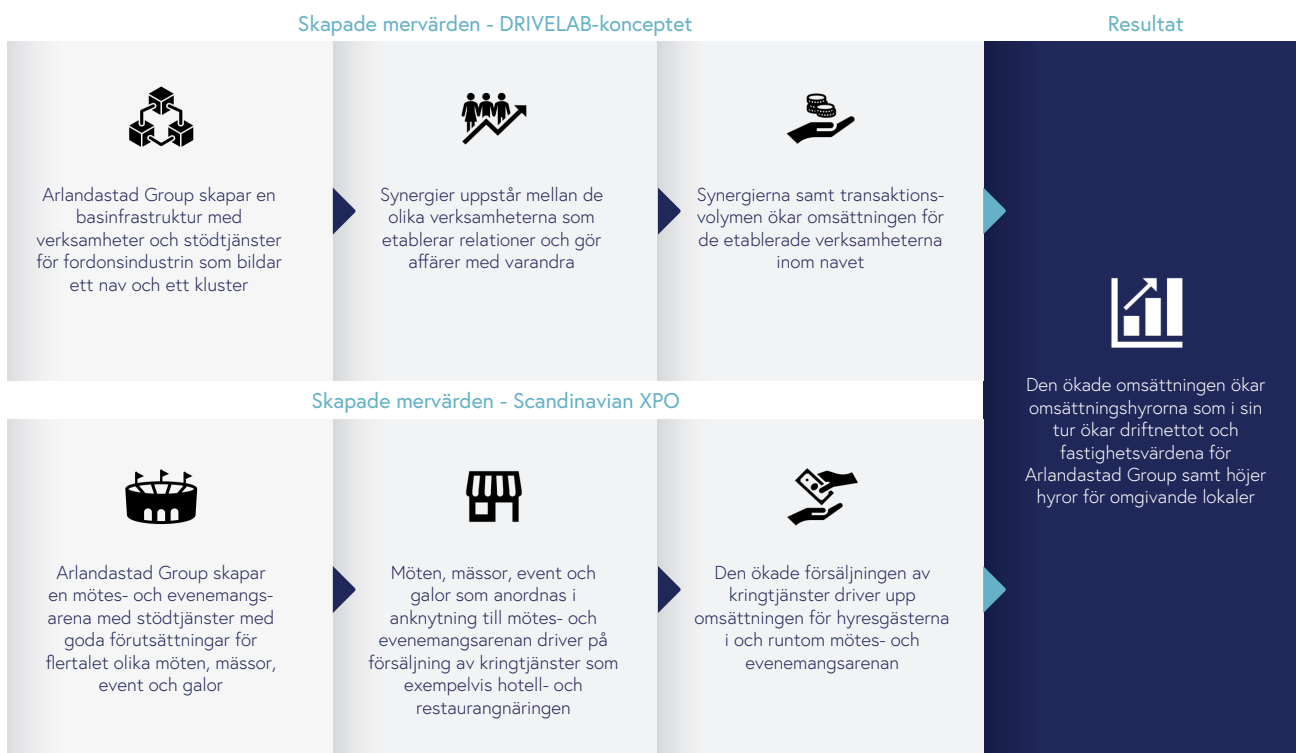 Skapade mervärden - DRIVELAB-konceptet
Arlandastad Group skapar en
basinfrastruktur med
verksamheter och stödtjänster
för fordonsindustrin som bildar
ett nav och ett kluster
Synergier uppstår mellan de
olika verksamheterna som
etablerar relationer och gör
affärer med varandra
Synergierna samt transaktions-
volymen ökar omsättningen för
de etablerade verksamheterna
inom navet
Skapade mervärden - Scandinavian XPO
Arlandastad Group skapar
en mötes- och evenemangs-
arena med stödtjänster med
goda förutsättningar för
flertalet olika möten, mässor,
event och galor
Möten, mässor, event och
galor som anordnas i
anknytning till mötes- och
evenemangsarenan driver på
försäljning av kringtjänster som
exempelvis hotell- och
restaurangnäringen
Den ökade försäljningen av
kringtjänster driver upp
omsättningen för hyresgästerna
i och runtom mötes- och
evenemangsarenan
Resultat
Den ökade omsättningen ökar
omsättningshyrorna som i sin
tur ökar driftnettot och
fastighetsvärdena för
Arlandastad Group samt höjer
hyror för omgivande lokaler